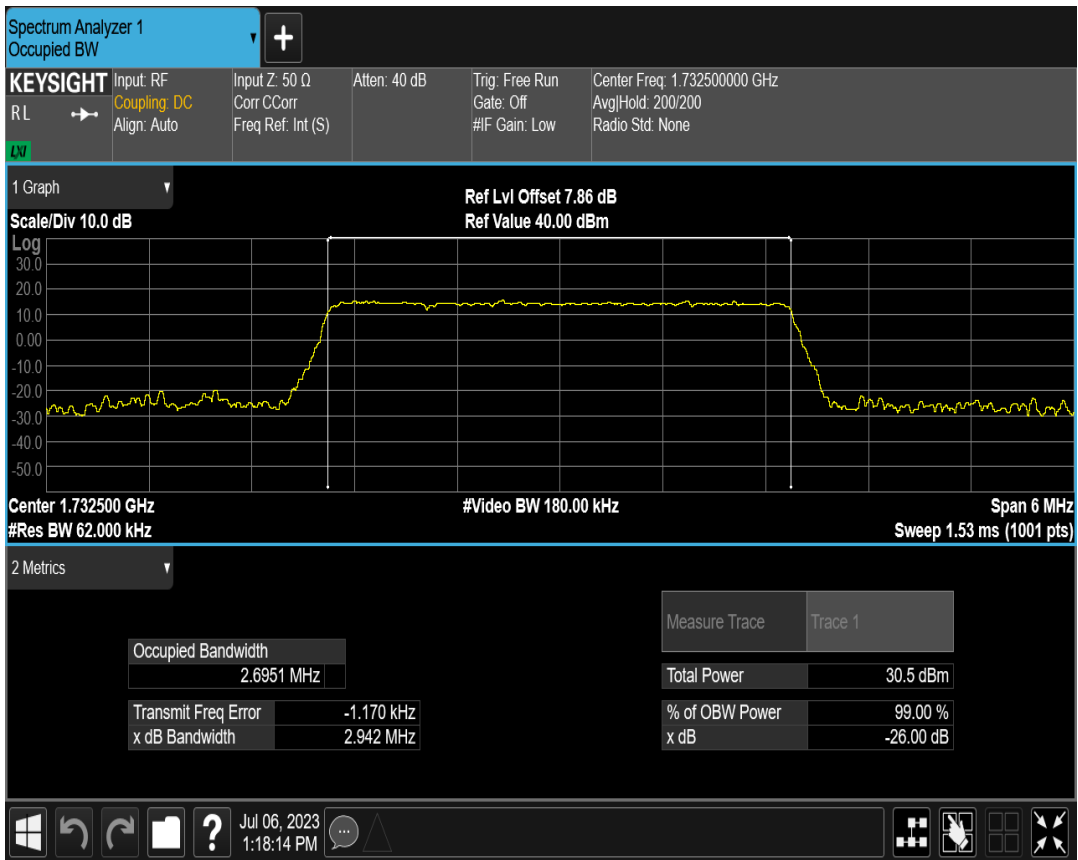 Spectrum Analyzer 1
Occupied BW
KEYSIGHT
RL
LXI
Input: RF
Coupling: DC
Align: Auto
Input Z: 50 Ω
Corr CCorr
Freq Ref: Int (S)
Atten: 40 dB
Trig: Free Run
Gate: Off
#IF Gain: Low
Center Freq: 1.732500000 GHz
Avg|Hold: 200/200
Radio Std: None
1 Graph
Scale/Div 10.0 dB
Ref Lvl Offset 7.86 dB
Ref Value 40.00 dBm
Log
30.0
20.0
10.0
0.00
-10.0
-20.0
-30.0
-40.0
-50.0
Center 1.732500 GHz
#Res BW 62.000 kHz
#Video BW 180.00 kHz
Span 6 MHz
Sweep 1.53 ms (1001 pts)
2 Metrics
Occupied Bandwidth
2.6951 MHz
Transmit Freq Error -1.170 kHz
x dB Bandwidth 2.942 MHz
Measure Trace Trace 1
Total Power 30.5 dBm
% of OBW Power 99.00 %
x dB -26.00 dB
Jul 06, 2023
1:18:14 PM